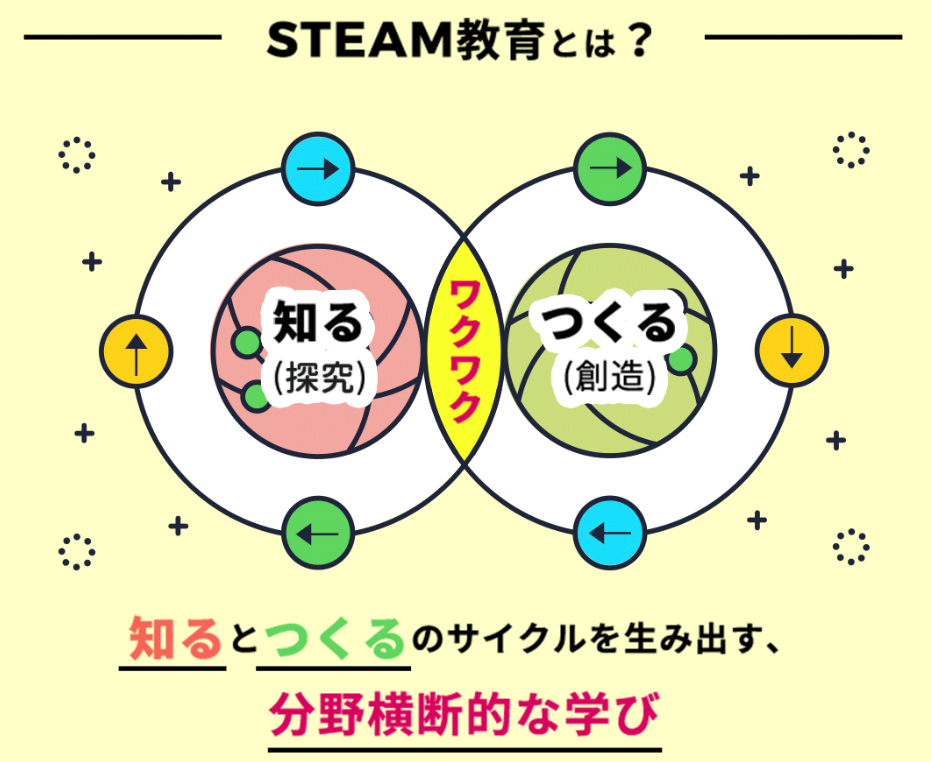 STEAM教育とは？
知る
(探究)
ワクワク
つくる
(創造)
知るとつくるのサイクルを生み出す、
分野横断的な学び